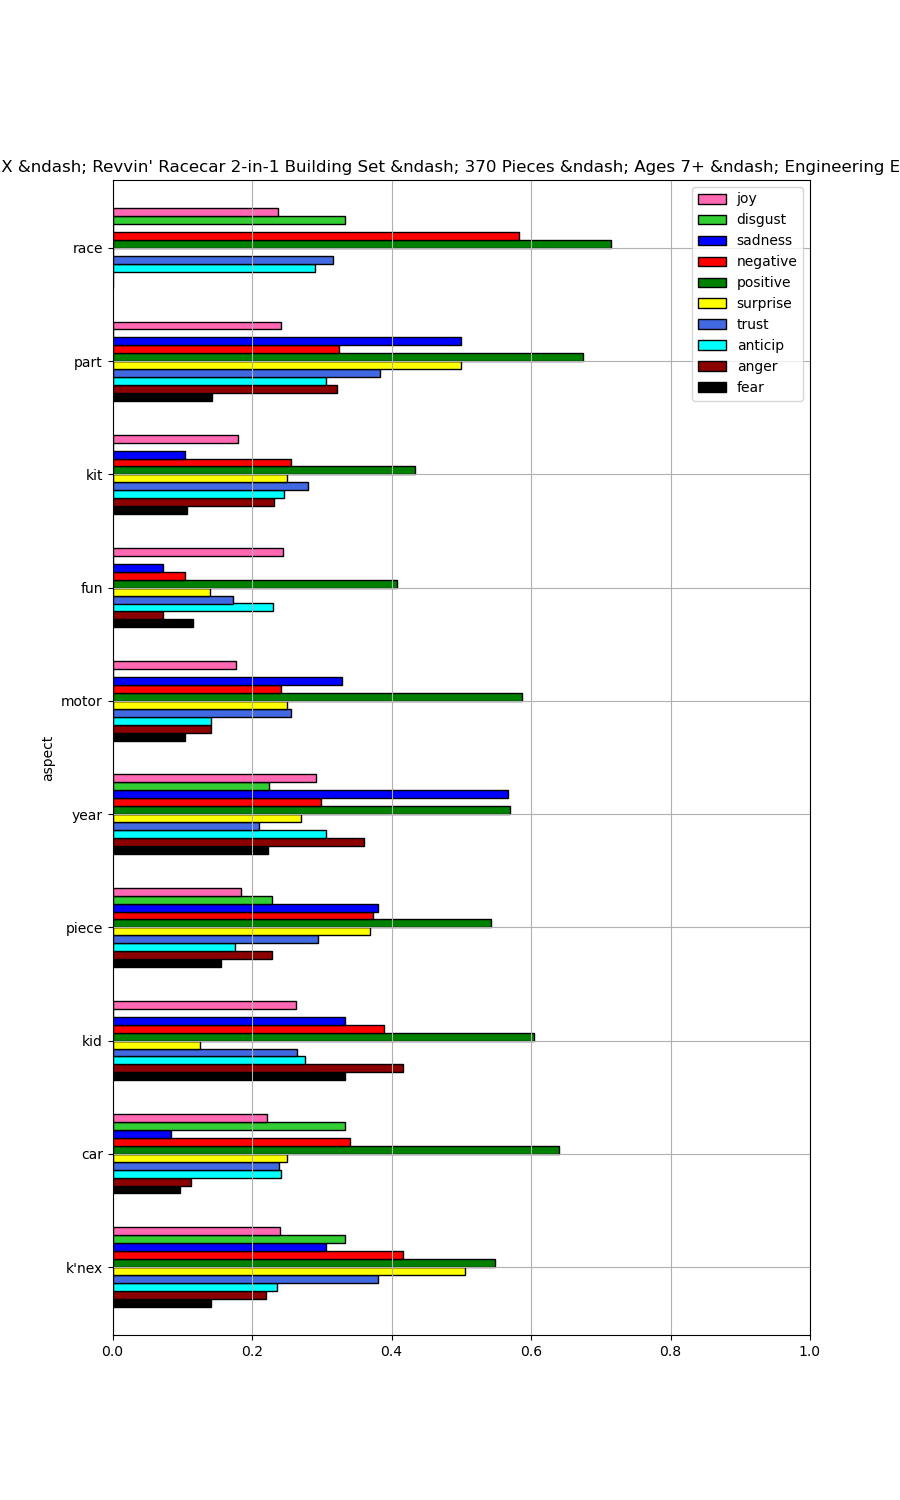 X &ndash; Revvin' Racecar 2-in-1 Building Set &ndash; 370 Pieces &ndash; Ages 7+ &ndash; Engineering E
joy
disgust
sadness
negative
positive
surprise
trust
anticip
anger
fear
race
part
kit
fun
motor
year
piece
kid
car
k'nex
aspect
0.0 0.2 0.4 0.6 0.8 1.0